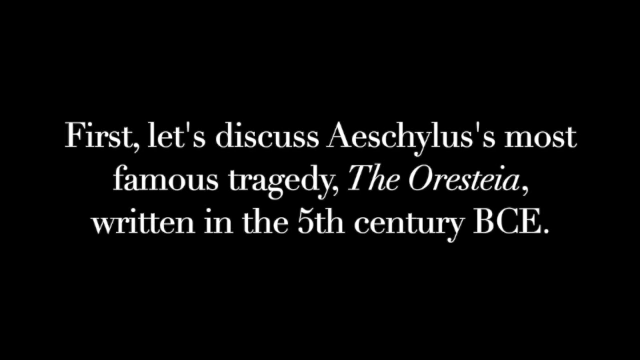 First, let's discuss Aeschylus's most
famous tragedy, The Oresteia,
written in the 5th century BCE.